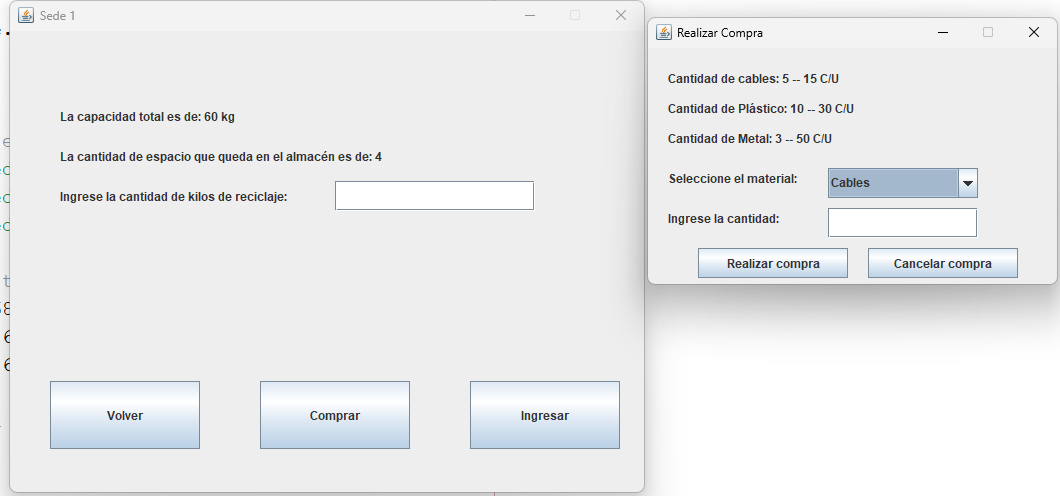 Sede 1
La capacidad total es de: 60 kg
La cantidad de espacio que queda en el almacén es de: 4
Ingrese la cantidad de kilos de reciclaje:
Volver
Comprar
Ingresar
Realizar Compra
Cantidad de cables: 5 -- 15 C/U
Cantidad de Plástico: 10 -- 30 C/U
Cantidad de Metal: 3 -- 50 C/U
Seleccione el material:
Cables
Ingrese la cantidad:
Realizar compra
Cancelar compra